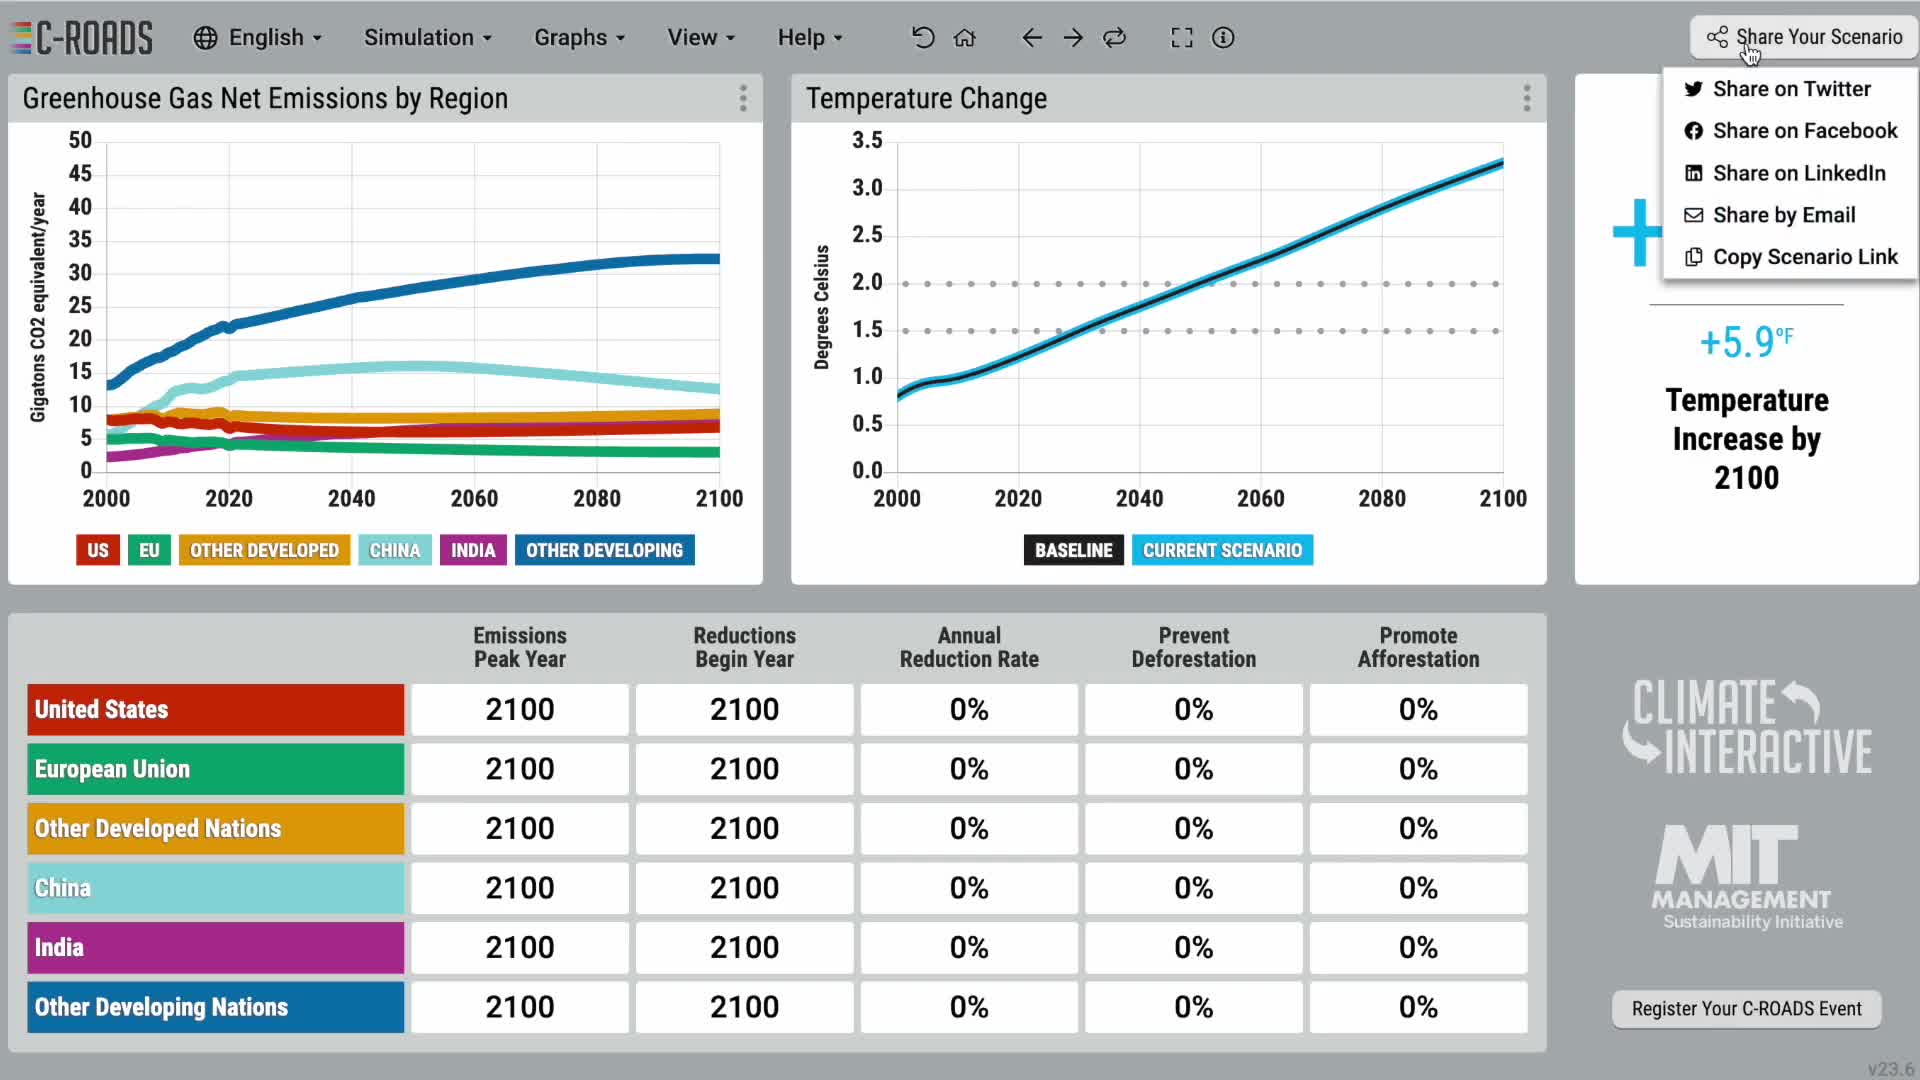 C-ROADS
English
Simulation
Graphs
View
Help
Share Your Scenario
Share on Twitter
Share on Facebook
Share on LinkedIn
Share by Email
Copy Scenario Link
Greenhouse Gas Net Emissions by Region
Gigatons CO2 equivalent/year
50
45
40
35
30
25
20
15
10
5
0
2000 2020 2040 2060 2080 2100
US EU OTHER DEVELOPED CHINA INDIA OTHER DEVELOPING
Temperature Change
Degrees Celsius
3.5
3.0
2.5
2.0
1.5
1.0
0.5
0.0
2000 2020 2040 2060 2080 2100
BASELINE CURRENT SCENARIO
+
+5.9°F
Temperature
Increase by
2100
Emissions
Peak Year
Reductions
Begin Year
Annual
Reduction Rate
Prevent
Deforestation
Promote
Afforestation
United States 2100 2100 0% 0% 0%
European Union 2100 2100 0% 0% 0%
Other Developed Nations 2100 2100 0% 0% 0%
China 2100 2100 0% 0% 0%
India 2100 2100 0% 0% 0%
Other Developing Nations 2100 2100 0% 0% 0%
CLIMATE
INTERACTIVE
MIT
MANAGEMENT
Sustainability Initiative
Register Your C-ROADS Event
v23.6